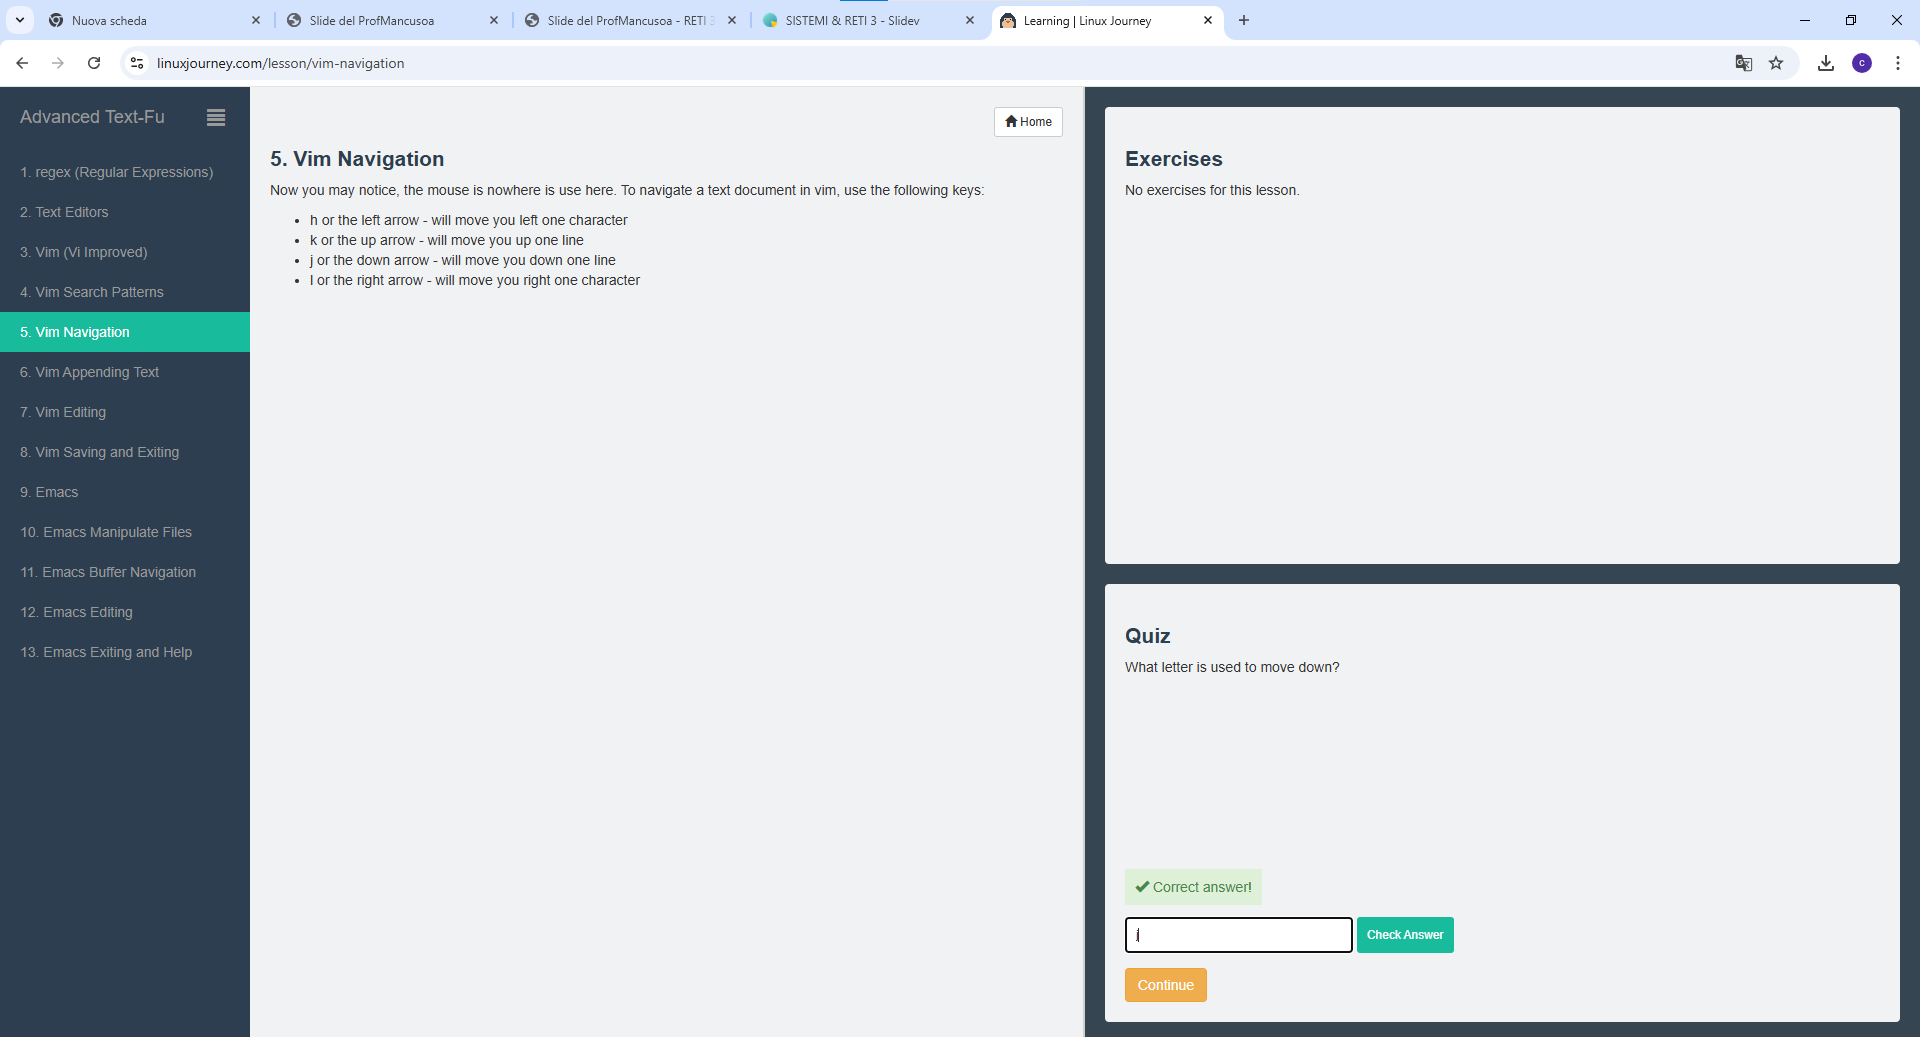 Nuova scheda
Slide del ProfMancusoa
Slide del ProfMancusoa - RETI 3
SISTEMI & RETI 3 - Slidev
Learning | Linux Journey
linuxjourney.com/lesson/vim-navigation
c
Advanced Text-Fu
1. regex (Regular Expressions)
2. Text Editors
3. Vim (Vi Improved)
4. Vim Search Patterns
5. Vim Navigation
6. Vim Appending Text
7. Vim Editing
8. Vim Saving and Exiting
9. Emacs
10. Emacs Manipulate Files
11. Emacs Buffer Navigation
12. Emacs Editing
13. Emacs Exiting and Help
Home
5. Vim Navigation
Now you may notice, the mouse is nowhere is use here. To navigate a text document in vim, use the following keys:
• h or the left arrow - will move you left one character
• k or the up arrow - will move you up one line
• j or the down arrow - will move you down one line
• l or the right arrow - will move you right one character
Exercises
No exercises for this lesson.
Quiz
What letter is used to move down?
Correct answer!
j
Check Answer
Continue